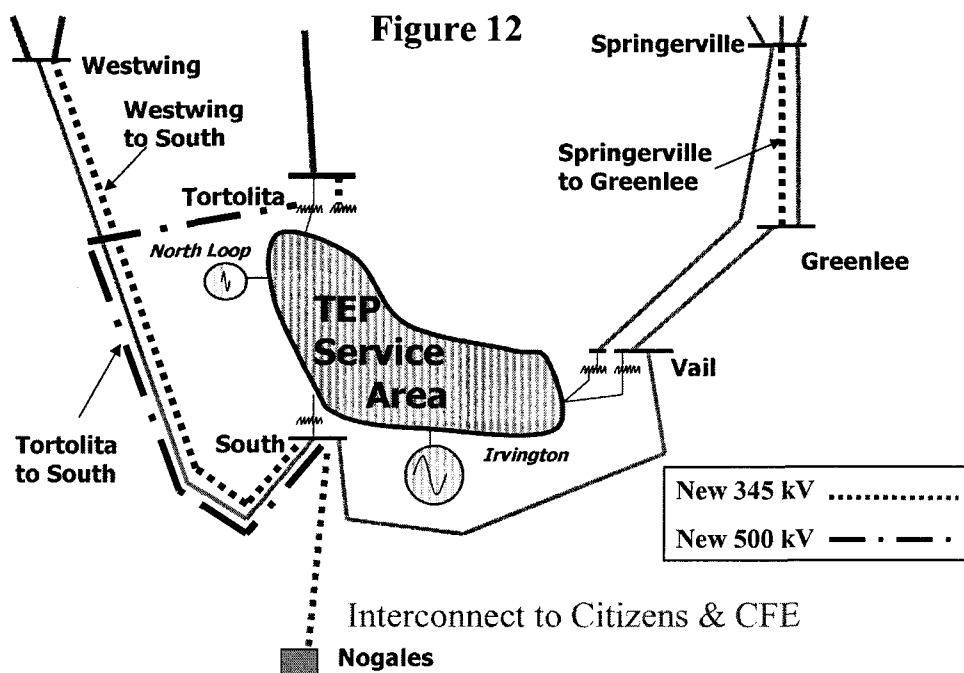 Figure 12
Springerville
Westwing
Westwing
to South
Springerville
to Greenlee
Tortolita
North Loop
Greenlee
TEP
Service
Area
Vail
Tortolita
to South
South
Irvington
New 345 kV
New 500 kV
Interconnect to Citizens & CFE
Nogales